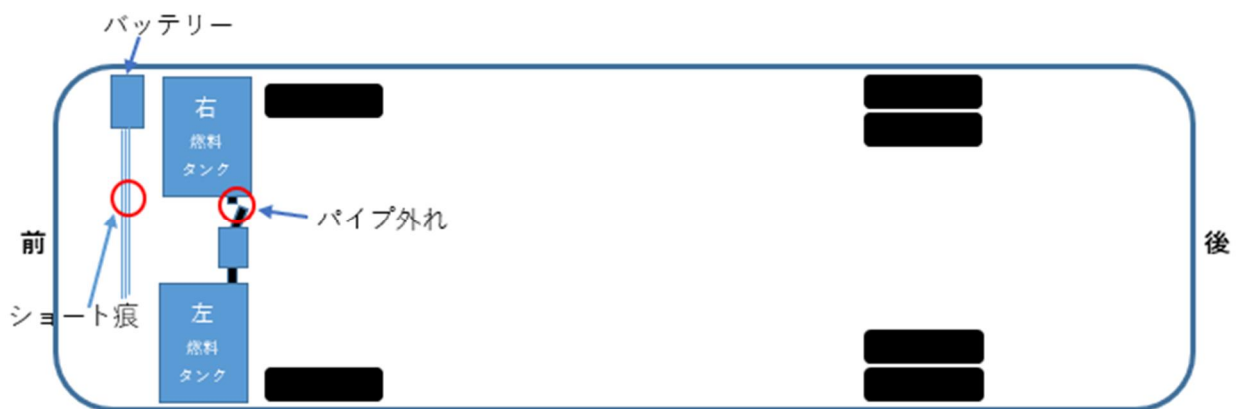 バッテリー
右
燃料
タンク
パイプ外れ
前
後
ショート痕
左
燃料
タンク